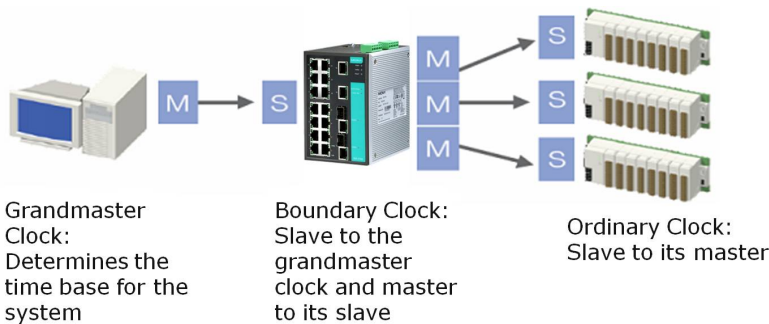 M
S
M
M
M
S
S
S
Grandmaster
Clock:
Determines the
time base for the
system
Boundary Clock:
Slave to the
grandmaster
clock and master
to its slave
Ordinary Clock:
Slave to its master